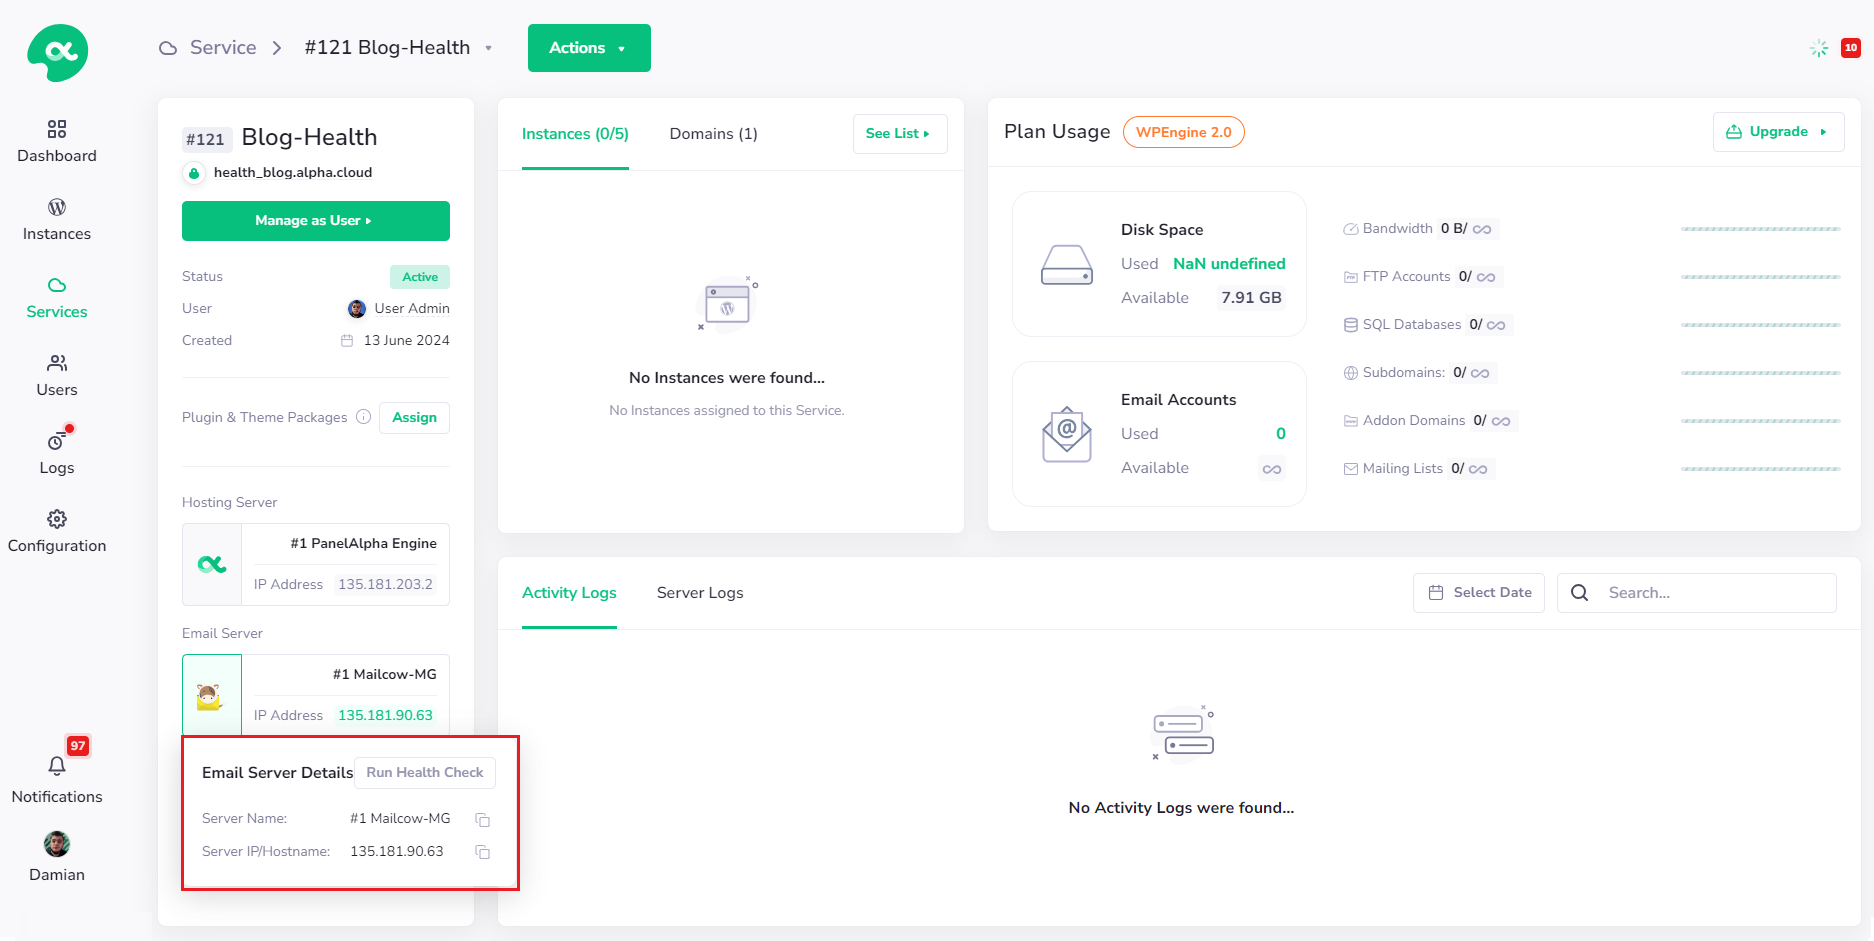 Service
#121 Blog-Health
Actions
10
Dashboard
Instances
Services
Users
Logs
Configuration
97
Notifications
Damian
#121 Blog-Health
health_blog.alpha.cloud
Manage as User
Status Active
User User Admin
Created 13 June 2024
Plugin & Theme Packages Assign
Hosting Server
#1 PanelAlpha Engine
IP Address 135.181.203.2
Email Server
#1 Mailcow-MG
IP Address 135.181.90.63
Email Server Details Run Health Check
Server Name: #1 Mailcow-MG
Server IP/Hostname: 135.181.90.63
Instances (0/5) Domains (1) See List
No Instances were found...
No Instances assigned to this Service.
Plan Usage WPEngine 2.0 Upgrade
Disk Space
Used NaN undefined
Available 7.91 GB
Email Accounts
Used 0
Available ∞
Bandwidth 0 B/ ∞
FTP Accounts 0/ ∞
SQL Databases 0/ ∞
Subdomains: 0/ ∞
Addon Domains 0/ ∞
Mailing Lists 0/ ∞
Activity Logs Server Logs Select Date Search...
No Activity Logs were found...